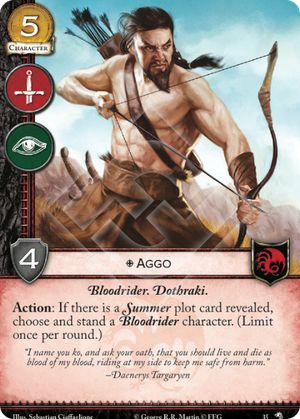 5
CHARACTER
4
AGGO
Bloodrider. Dothraki.
Action: If there is a Summer plot card revealed,
choose and stand a Bloodrider character. (Limit
once per round.)
"I name you ko, and ask your oath, that you should live and die as
blood of my blood, riding at my side to keep me safe from harm."
–Daenerys Targaryen
Illus. Sebastian Ciaffaglione
© George R.R. Martin © FFG
15